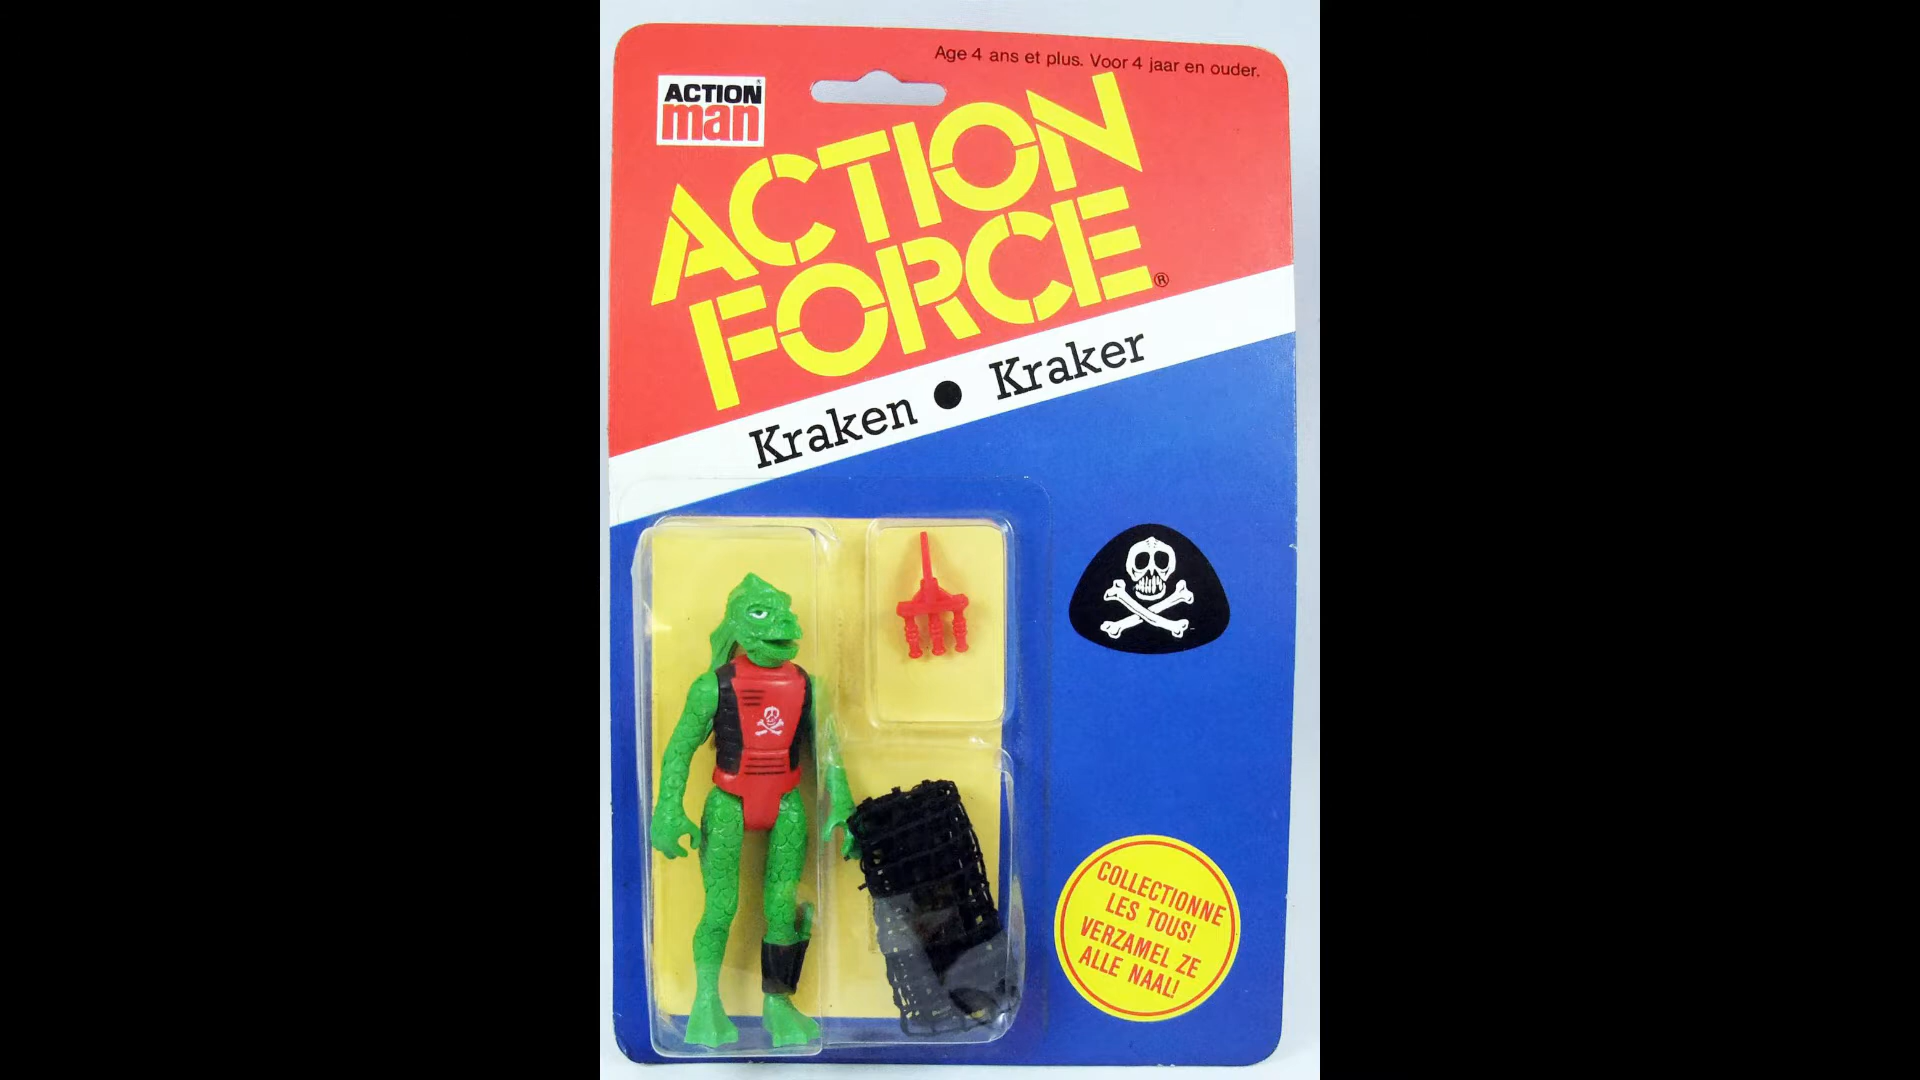 Age 4 ans et plus. Voor 4 jaar en ouder.
ACTION
man
ACTION
FORCE®
Kraken ● Kraker
COLLECTIONNE
LES TOUS!
VERZAMEL ZE
ALLE NAAL!